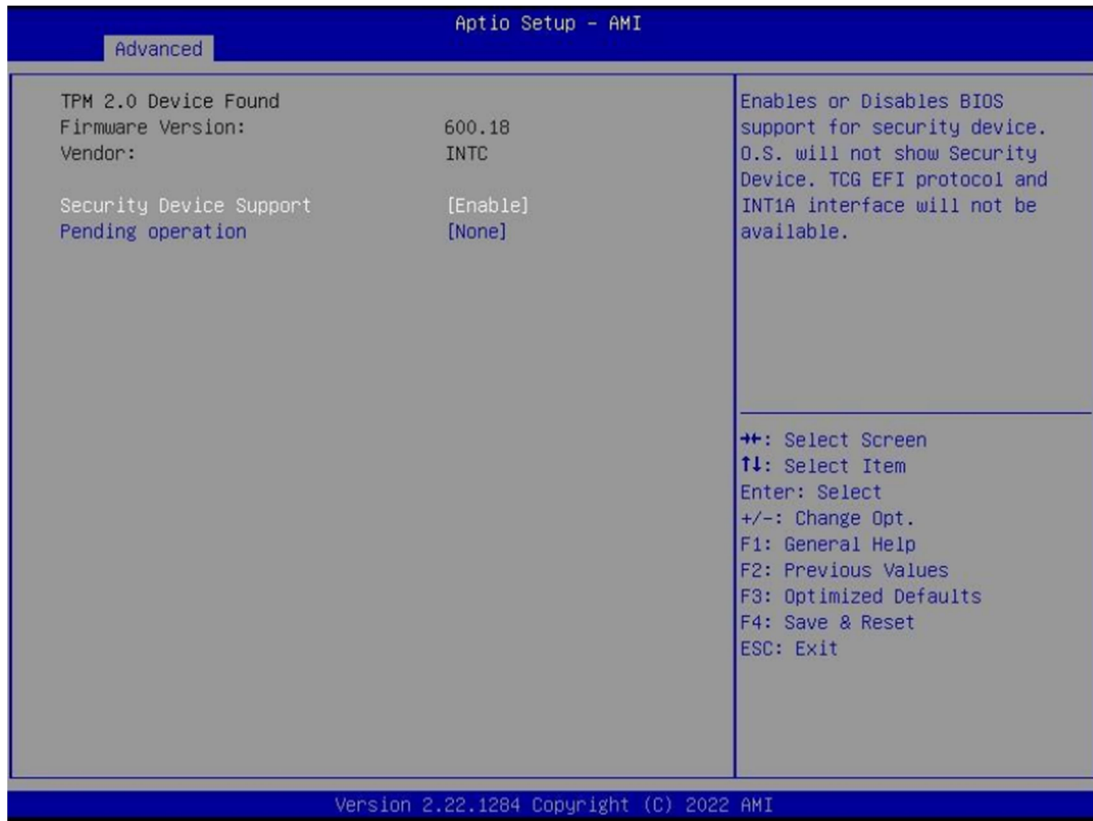 Aptio Setup - AMI
Advanced
TPM 2.0 Device Found
Firmware Version: 600.18
Vendor: INTC
Security Device Support [Enable]
Pending operation [None]
Enables or Disables BIOS
support for security device.
O.S. will not show Security
Device. TCG EFI protocol and
INT1A interface will not be
available.
→←: Select Screen
↑↓: Select Item
Enter: Select
+/-: Change Opt.
F1: General Help
F2: Previous Values
F3: Optimized Defaults
F4: Save & Reset
ESC: Exit
Version 2.22.1284 Copyright (C) 2022 AMI